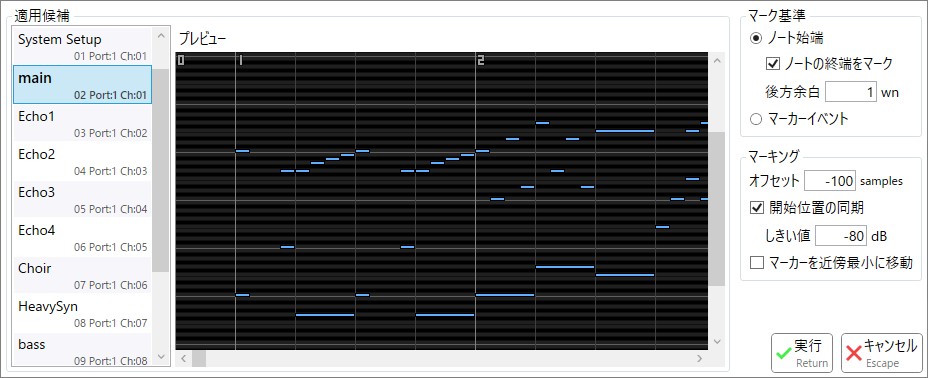 適用候補
System Setup
01 Port:1 Ch:01
main
02 Port:1 Ch:01
Echo1
03 Port:1 Ch:02
Echo2
04 Port:1 Ch:03
Echo3
05 Port:1 Ch:04
Echo4
06 Port:1 Ch:05
Choir
07 Port:1 Ch:06
HeavySyn
08 Port:1 Ch:07
bass
09 Port:1 Ch:08
プレビュー
0 1 2
マーク基準
ノート始端
ノートの終端をマーク
後方余白 1 wn
マーカーイベント
マーキング
オフセット -100 samples
開始位置の同期
しきい値 -80 dB
マーカーを近傍最小に移動
実行
Return
キャンセル
Escape